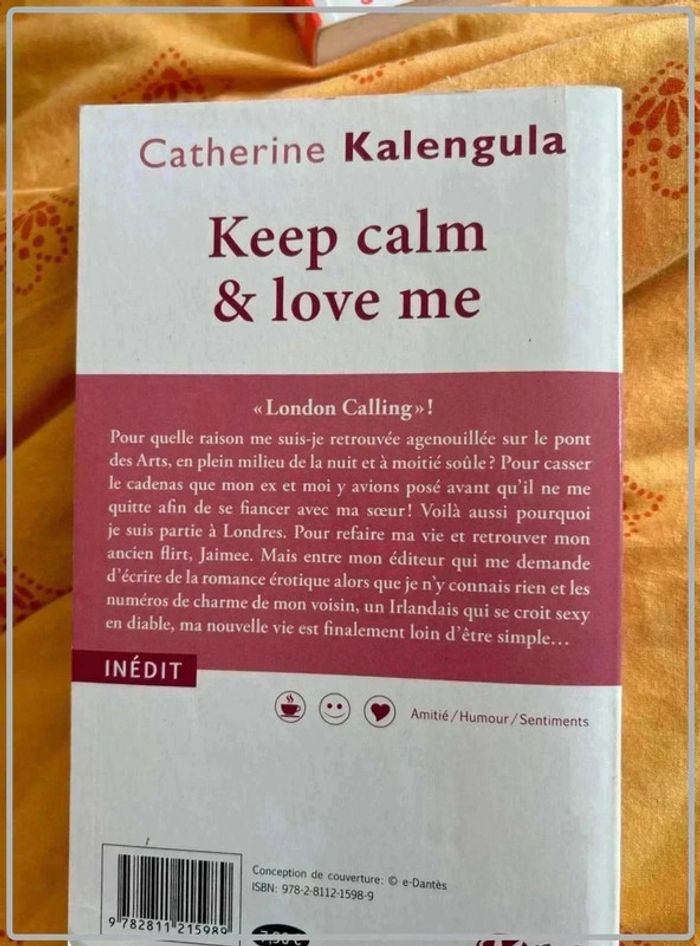 Catherine Kalengula
Keep calm
& love me
«London Calling»!
Pour quelle raison me suis-je retrouvée agenouillée sur le pont
des Arts, en plein milieu de la nuit et à moitié soûle? Pour casser
le cadenas que mon ex et moi y avions posé avant qu'il ne me
quitte afin de se fiancer avec ma sœur! Voilà aussi pourquoi
je suis partie à Londres. Pour refaire ma vie et retrouver mon
ancien flirt, Jaimee. Mais entre mon éditeur qui me demande
d'écrire de la romance érotique alors que je n'y connais rien et les
numéros de charme de mon voisin, un Irlandais qui se croit sexy
en diable, ma nouvelle vie est finalement loin d'être simple…
INÉDIT
Amitié/Humour/Sentiments
Conception de couverture: © e-Dantès
ISBN: 978-2-8112-1598-9
9 782811 215989